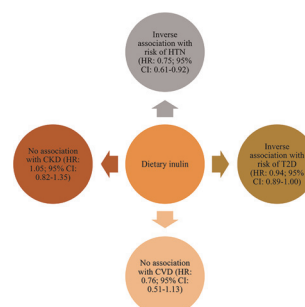 Inverse
association with
risk of HTN
(HR: 0.75; 95%
CI: 0.61-0.92)
No association
with CKD (HR:
1.05; 95% CI:
0.82-1.35)
Dietary inulin
Inverse
association with
risk of T2D
(HR: 0.94; 95%
CI: 0.89-1.00)
No association
with CVD (HR:
0.76; 95% CI:
0.51-1.13)